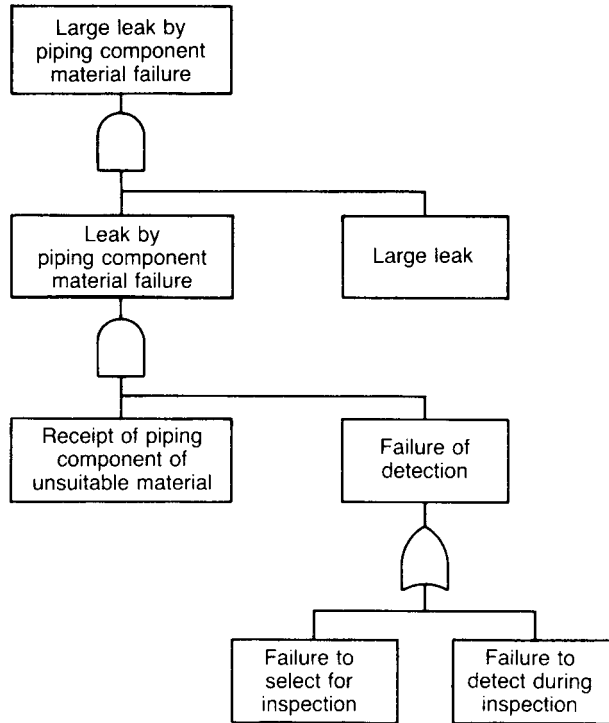 Large leak by
piping component
material failure
Leak by
piping component
material failure
Large leak
Receipt of piping
component of
unsuitable material
Failure of
detection
Failure to
select for
inspection
Failure to
detect during
inspection